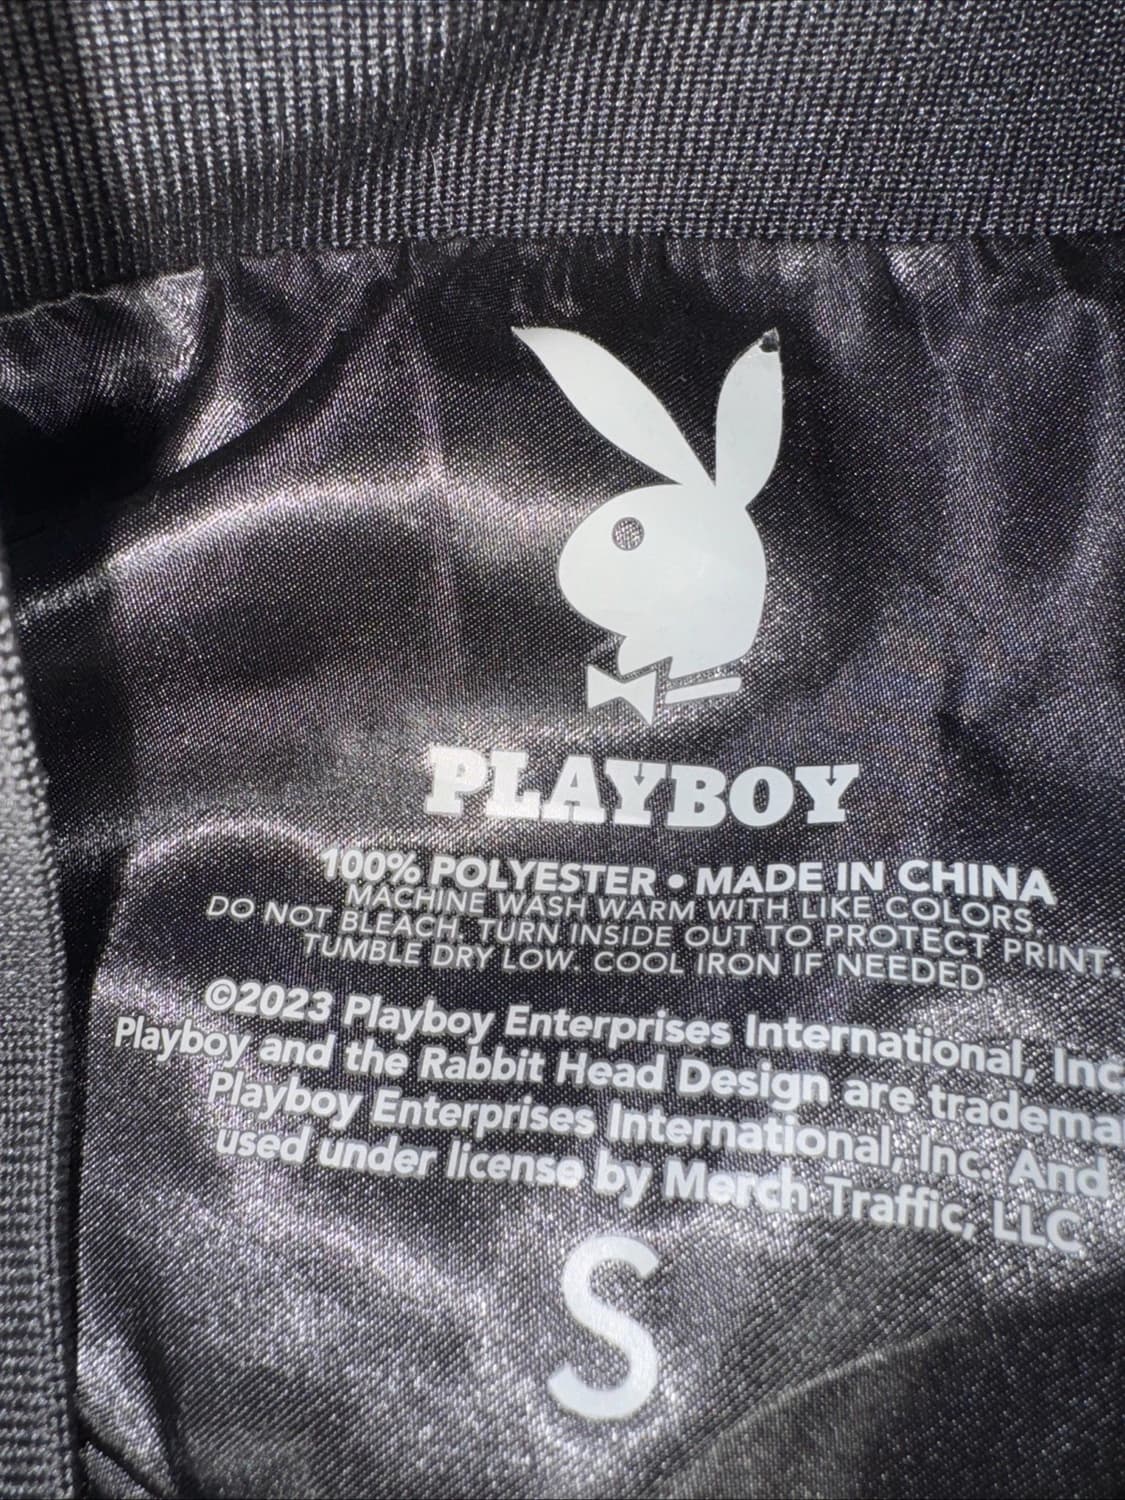 PLAYBOY
100% POLYESTER • MADE IN CHINA
MACHINE WASH WARM WITH LIKE COLORS.
DO NOT BLEACH. TURN INSIDE OUT TO PROTECT PRINT.
TUMBLE DRY LOW. COOL IRON IF NEEDED
©2023 Playboy Enterprises International, Inc.
Playboy and the Rabbit Head Design are tradema
Playboy Enterprises International, Inc. And
used under license by Merch Traffic, LLC
S